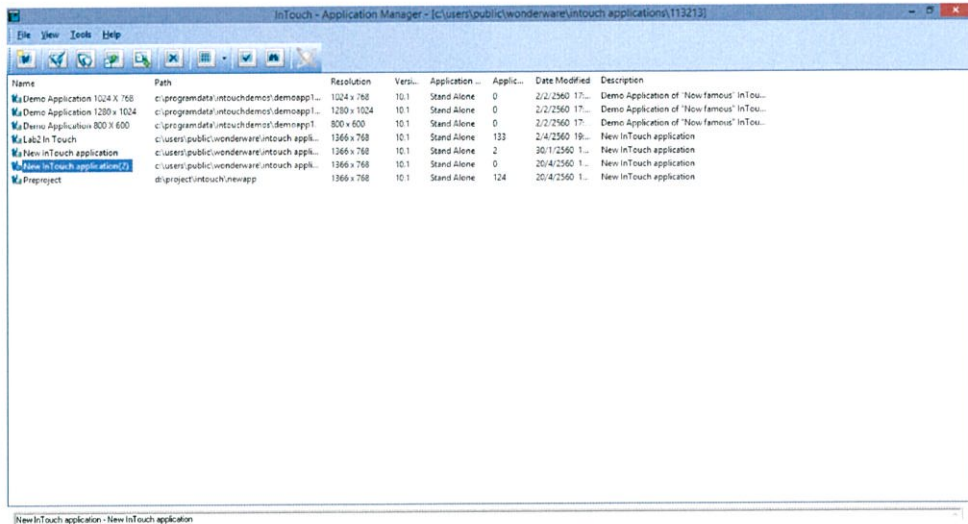 InTouch - Application Manager - [c:\users\public\wonderware\intouch applications\113213]
File View Tools Help
Name Path Resolution Versi... Application ... Applic... Date Modified Description
Demo Application 1024 X 768 c:\programdata\intouchdemos\demoapp1... 1024 x 768 10.1 Stand Alone 0 2/2/2560 17:... Demo Application of "Now famous" InTou...
Demo Application 1280 x 1024 c:\programdata\intouchdemos\demoapp1... 1280 x 1024 10.1 Stand Alone 0 2/2/2560 17:... Demo Application of "Now famous" InTou...
Demo Application 800 X 600 c:\programdata\intouchdemos\demoapp1... 800 x 600 10.1 Stand Alone 0 2/2/2560 17:... Demo Application of "Now famous" InTou...
Lab2 In Touch c:\users\public\wonderware\intouch appli... 1366 x 768 10.1 Stand Alone 133 2/4/2560 19:... New InTouch application
New InTouch application c:\users\public\wonderware\intouch appli... 1366 x 768 10.1 Stand Alone 2 30/1/2560 1... New InTouch application
New InTouch application(2) c:\users\public\wonderware\intouch appli... 1366 x 768 10.1 Stand Alone 0 20/4/2560 1... New InTouch application
Preproject d:\project\intouch\newapp 1366 x 768 10.1 Stand Alone 124 20/4/2560 1... New InTouch application
New InTouch application - New InTouch application